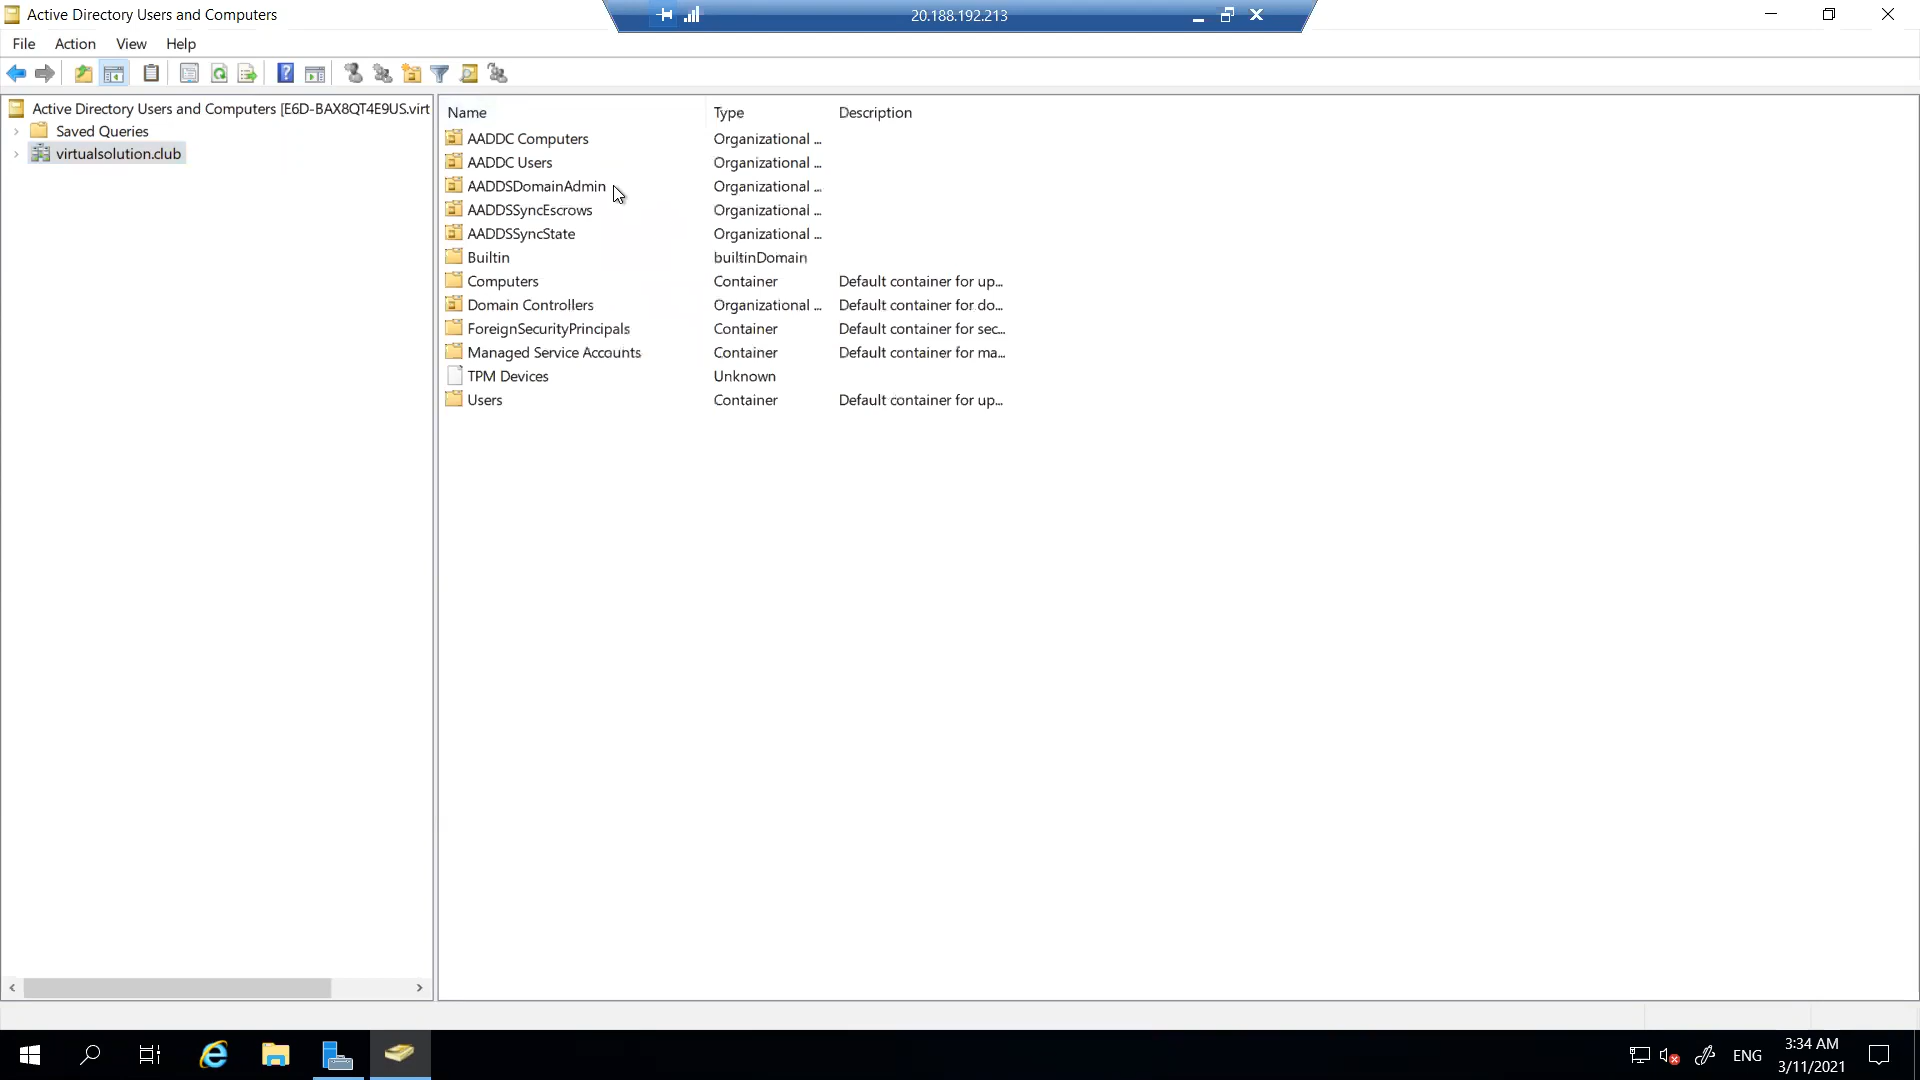 Active Directory Users and Computers
20.188.192.213
File Action View Help
Active Directory Users and Computers [E6D-BAX8QT4E9US.virt
Saved Queries
virtualsolution.club
Name Type Description
AADDC Computers Organizational ...
AADDC Users Organizational ...
AADDSDomainAdmin Organizational ...
AADDSSyncEscrows Organizational ...
AADDSSyncState Organizational ...
Builtin builtinDomain
Computers Container Default container for up...
Domain Controllers Organizational ... Default container for do...
ForeignSecurityPrincipals Container Default container for sec...
Managed Service Accounts Container Default container for ma...
TPM Devices Unknown
Users Container Default container for up...
ENG
3:34 AM
3/11/2021